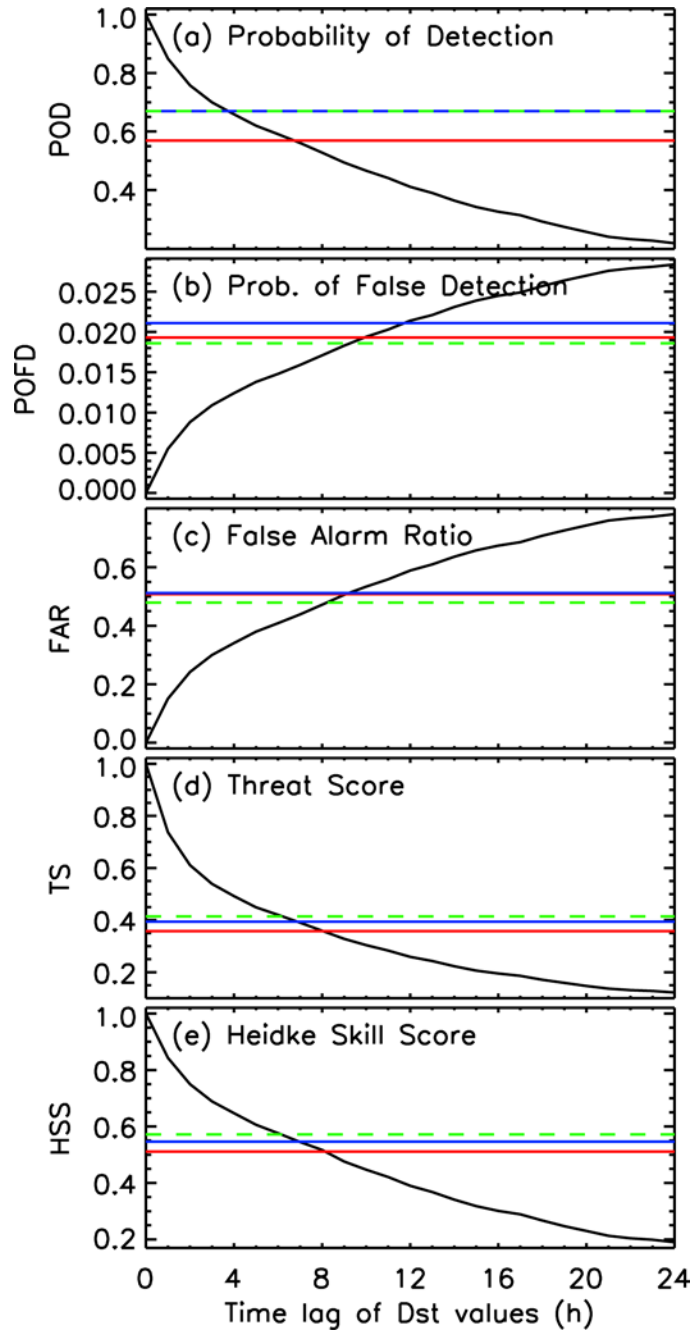 (a) Probability of Detection
1.0
0.8
0.6
0.4
POD
(b) Prob. of False Detection
0.025
0.020
0.015
0.010
0.005
0.000
POFD
(c) False Alarm Ratio
0.6
0.4
0.2
0.0
FAR
(d) Threat Score
1.0
0.8
0.6
0.4
0.2
TS
(e) Heidke Skill Score
1.0
0.8
0.6
0.4
0.2
HSS
0 4 8 12 16 20 24
Time lag of Dst values (h)